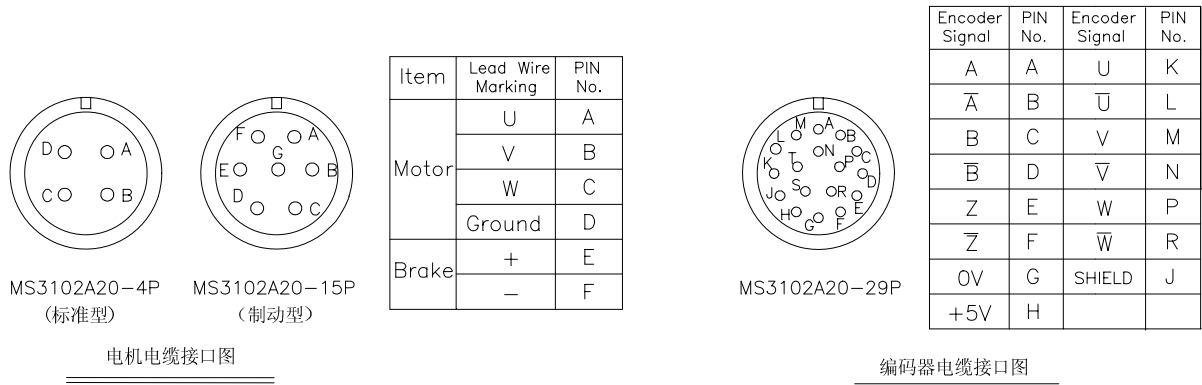 D A
C B
MS3102A20-4P
(标准型)
F A
G
E B
D C
MS3102A20-15P
(制动型)
电机电缆接口图
Item Lead Wire Marking PIN No.
Motor U A
V B
W C
Ground D
Brake + E
− F
M A B
L N C
K T P D
J S R E
H G F
MS3102A20-29P
编码器电缆接口图
Encoder Signal PIN No. Encoder Signal PIN No.
A A U K
A̅ B U̅ L
B C V M
B̅ D V̅ N
Z E W P
Z̅ F W̅ R
0V G SHIELD J
+5V H